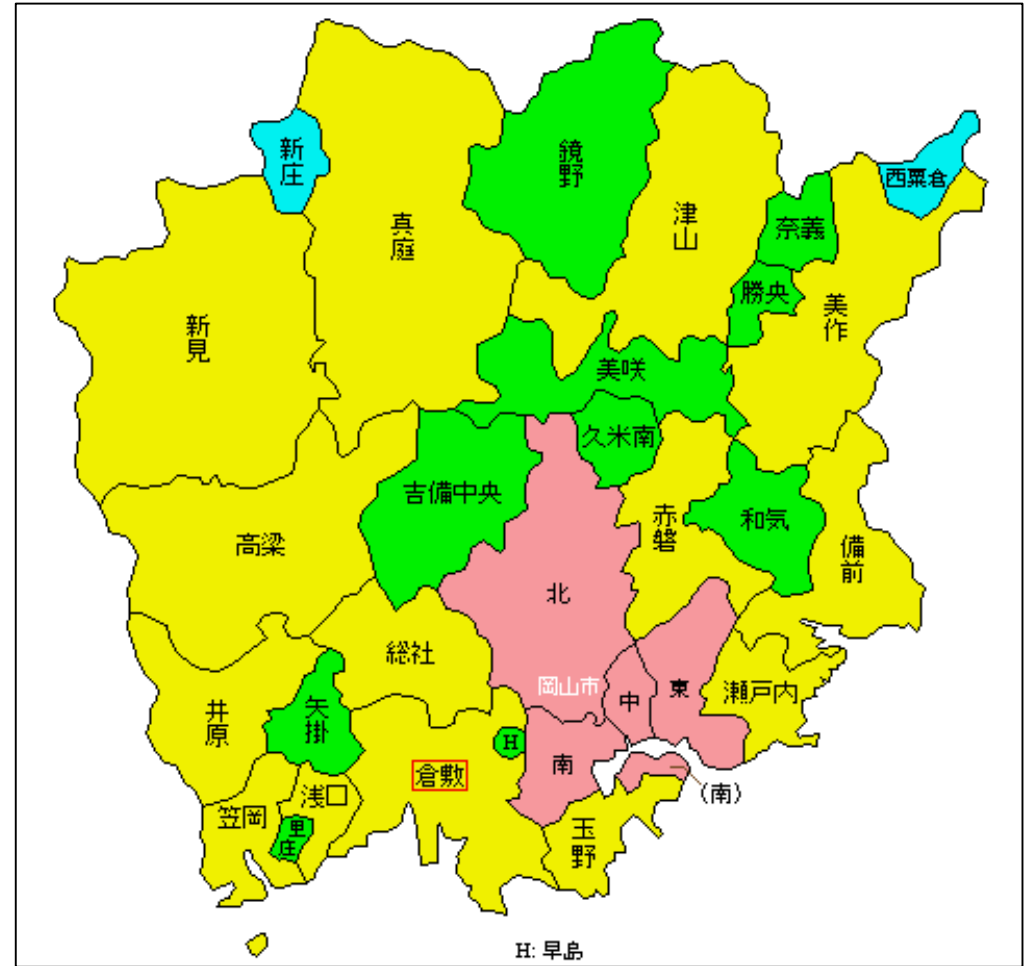 新庄
鏡野
西粟倉
真庭
津山
奈義
勝央
美作
新見
美咲
久米南
吉備中央
赤磐
和気
高梁
備前
北
総社
岡山市
中
東
瀬戸内
井原
矢掛
H
南
倉敷
浅口
(南)
笠岡
里庄
玉野
H: 早島